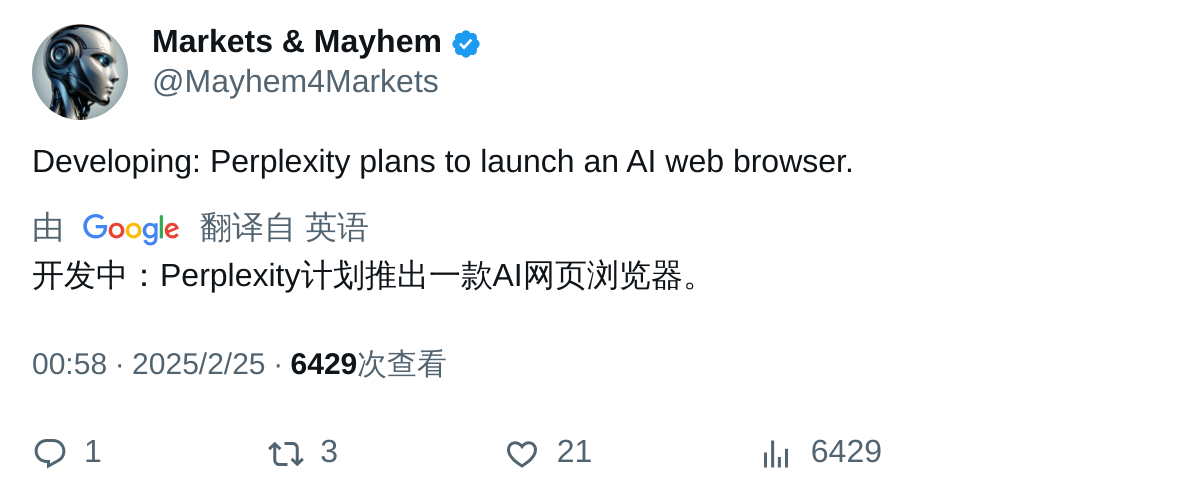 Markets & Mayhem
@Mayhem4Markets
Developing: Perplexity plans to launch an AI web browser.
由 Google 翻译自 英语
开发中：Perplexity计划推出一款AI网页浏览器。
00:58 · 2025/2/25 · 6429次查看
1 3 21 6429